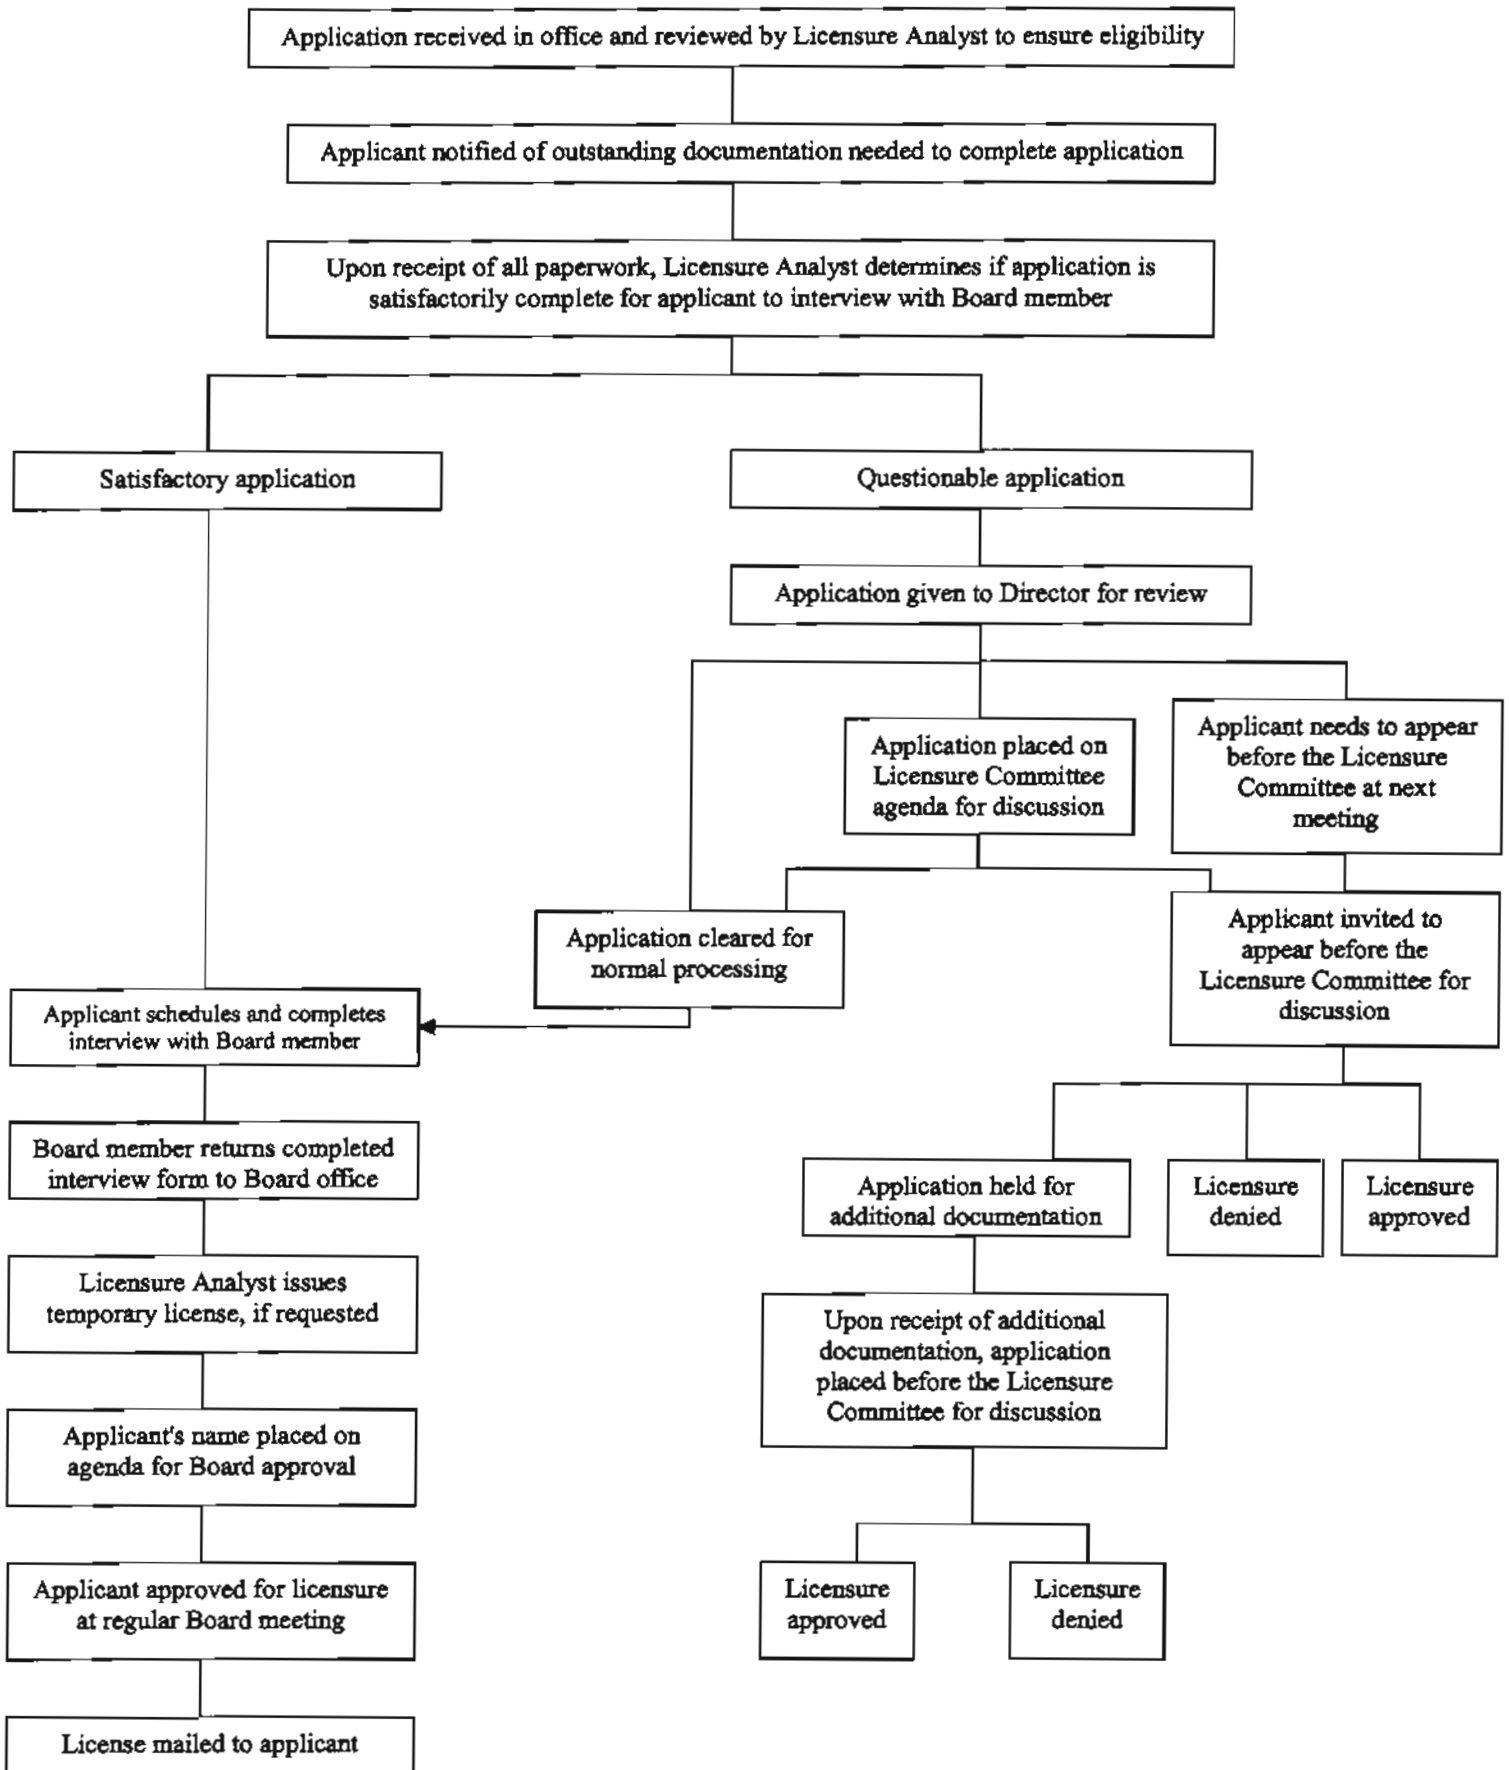 Application received in office and reviewed by Licensure Analyst to ensure eligibility
Applicant notified of outstanding documentation needed to complete application
Upon receipt of all paperwork, Licensure Analyst determines if application is
satisfactorily complete for applicant to interview with Board member
Satisfactory application
Questionable application
Application given to Director for review
Application placed on
Licensure Committee
agenda for discussion
Applicant needs to appear
before the Licensure
Committee at next
meeting
Application cleared for
normal processing
Applicant invited to
appear before the
Licensure Committee for
discussion
Applicant schedules and completes
interview with Board member
Board member returns completed
interview form to Board office
Application held for
additional documentation
Licensure
denied
Licensure
approved
Licensure Analyst issues
temporary license, if requested
Upon receipt of additional
documentation, application
placed before the Licensure
Committee for discussion
Applicant's name placed on
agenda for Board approval
Applicant approved for licensure
at regular Board meeting
Licensure
approved
Licensure
denied
License mailed to applicant